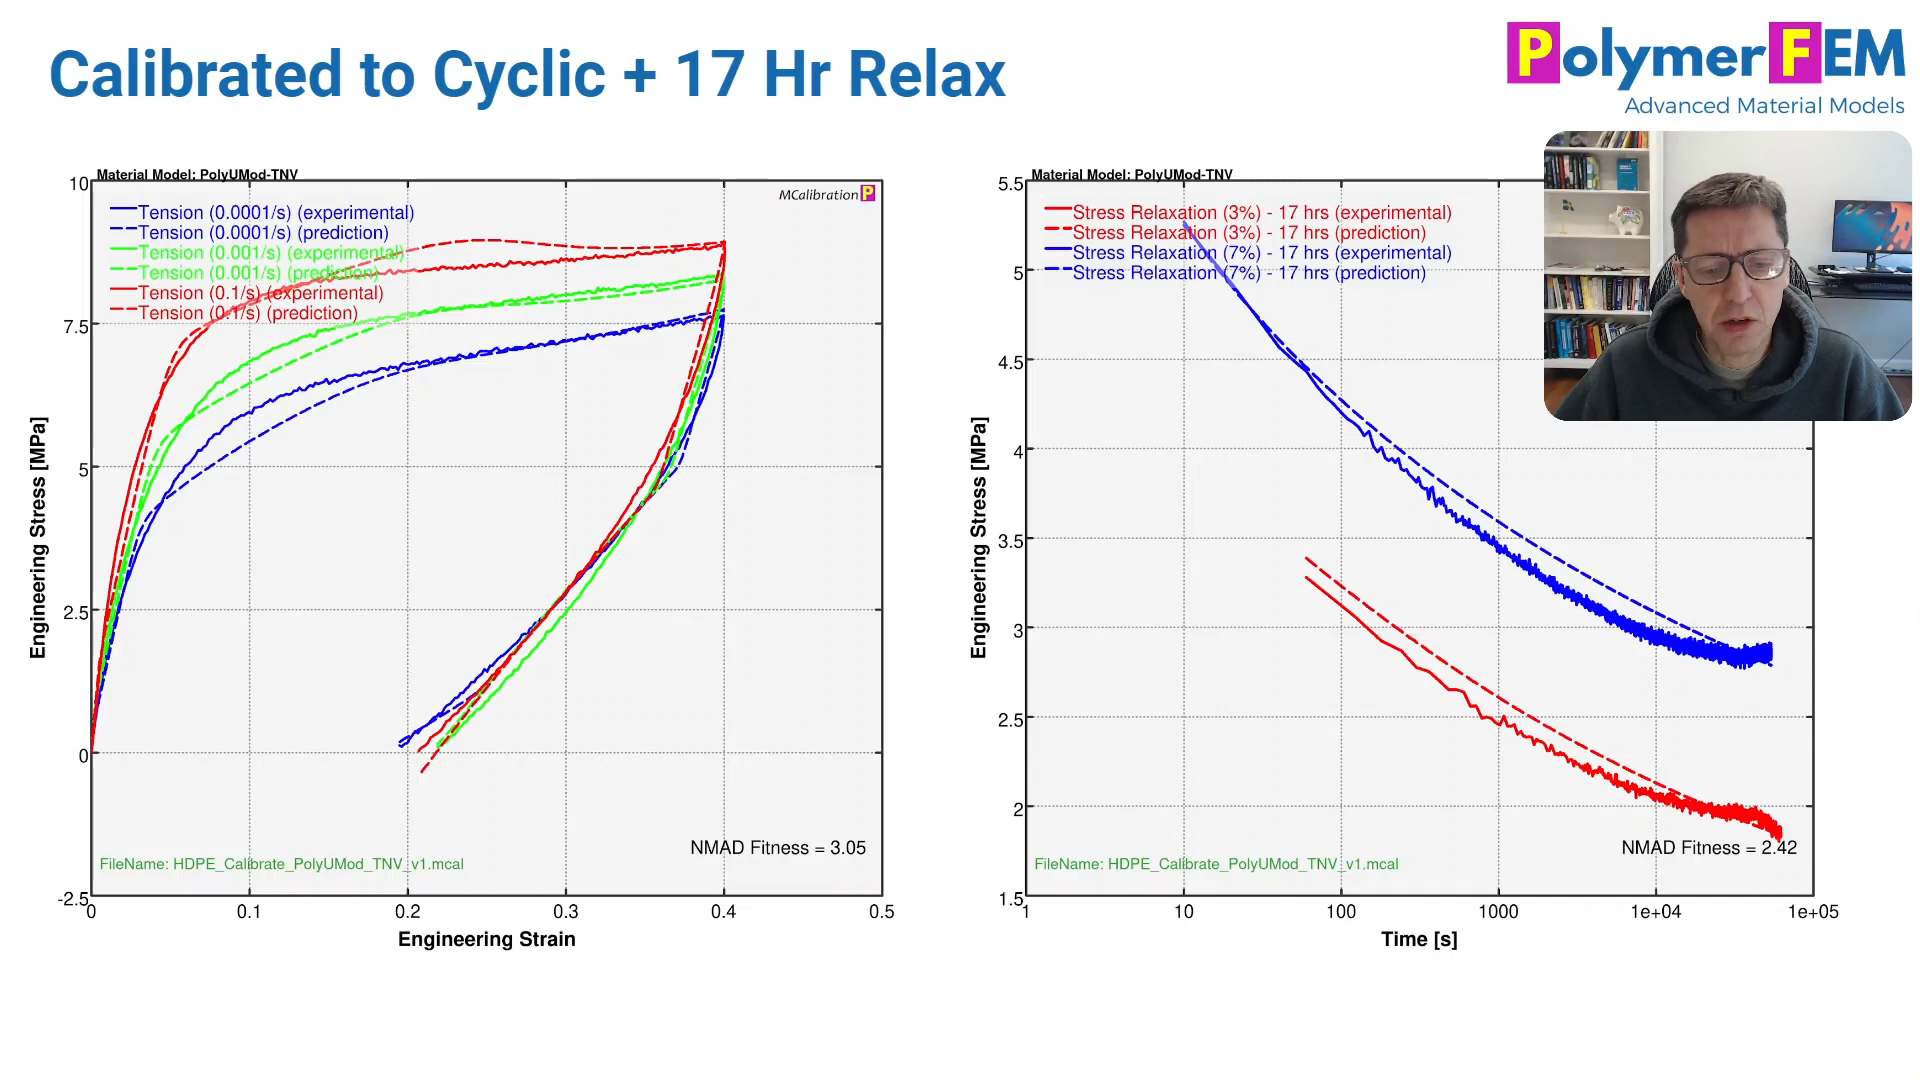 Calibrated to Cyclic + 17 Hr Relax
PolymerFEM
Advanced Material Models
Material Model: PolyUMod-TNV
MCalibration P
Tension (0.0001/s) (experimental)
Tension (0.0001/s) (prediction)
Tension (0.001/s) (experimental)
Tension (0.001/s) (prediction)
Tension (0.1/s) (experimental)
Tension (0.1/s) (prediction)
10
7.5
5
2.5
0
-2.5
Engineering Stress [MPa]
NMAD Fitness = 3.05
FileName: HDPE_Calibrate_PolyUMod_TNV_v1.mcal
0
0.1
0.2
0.3
0.4
0.5
Engineering Strain
Material Model: PolyUMod-TNV
Stress Relaxation (3%) - 17 hrs (experimental)
Stress Relaxation (3%) - 17 hrs (prediction)
Stress Relaxation (7%) - 17 hrs (experimental)
Stress Relaxation (7%) - 17 hrs (prediction)
5.5
5
4.5
4
3.5
3
2.5
2
1.5
Engineering Stress [MPa]
NMAD Fitness = 2.42
FileName: HDPE_Calibrate_PolyUMod_TNV_v1.mcal
1
10
100
1000
1e+04
1e+05
Time [s]